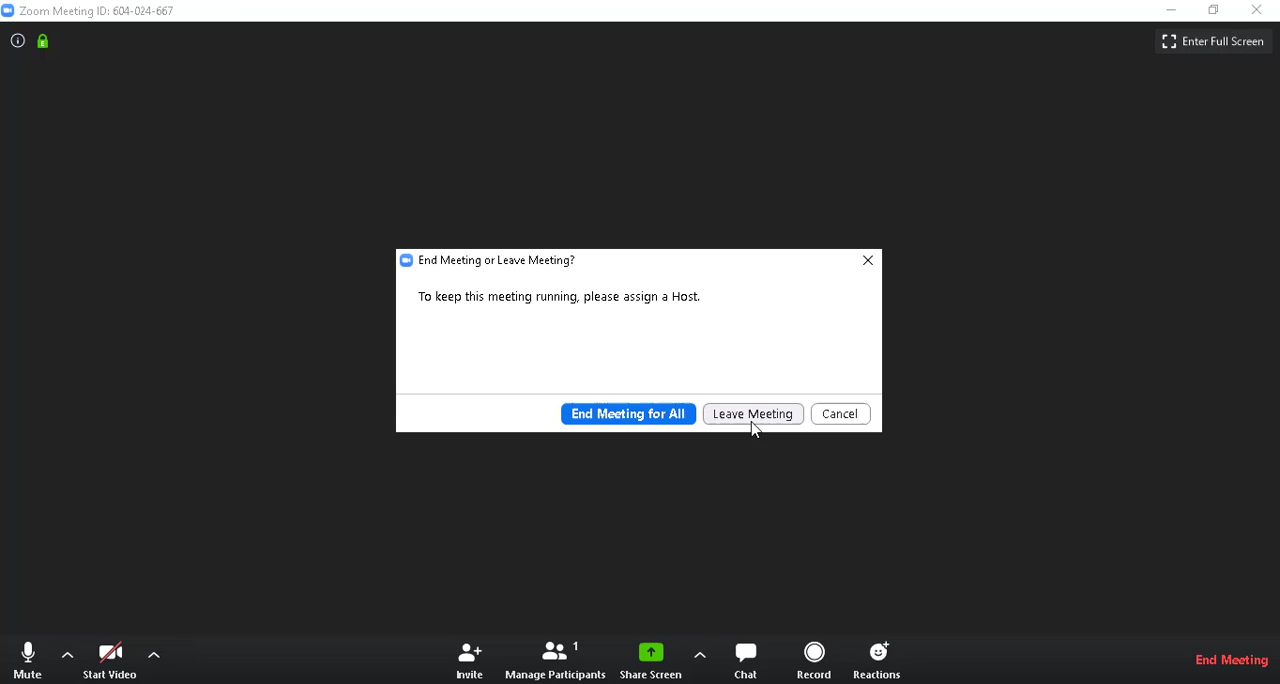 Zoom Meeting ID: 604-024-667
Enter Full Screen
End Meeting or Leave Meeting?
To keep this meeting running, please assign a Host.
End Meeting for All
Leave Meeting
Cancel
1
Mute
Start Video
Invite
Manage Participants
Share Screen
Chat
Record
Reactions
End Meeting